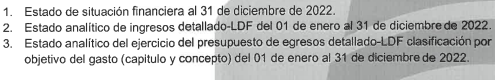 1. Estado de situación financiera al 31 de diciembre de 2022.
2. Estado analítico de ingresos detallado-LDF del 01 de enero al 31 de diciembre de 2022.
3. Estado analítico del ejercicio del presupuesto de egresos detallado-LDF clasificación por
objetivo del gasto (capitulo y concepto) del 01 de enero al 31 de diciembre de 2022.